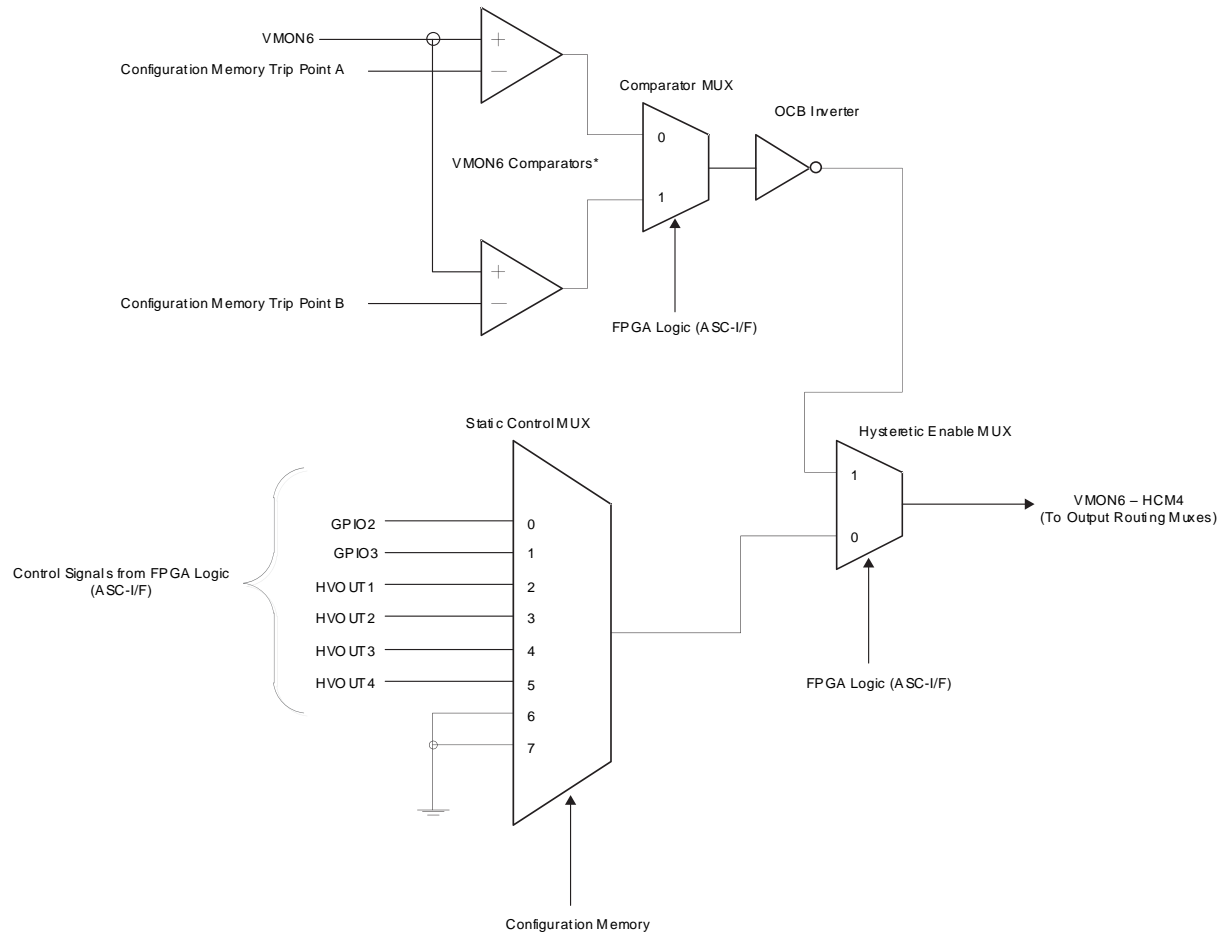 VMON6
+
Configuration Memory Trip Point A
−
Comparator MUX
OCB Inverter
0
VMON6 Comparators*
1
+
Configuration Memory Trip Point B
−
FPGA Logic (ASC-I/F)
Static Control MUX
Hysteretic Enable MUX
1
VMON6 – HCM4
(To Output Routing Muxes)
0
GPIO2
0
GPIO3
1
Control Signals from FPGA Logic
(ASC-I/F)
HVOUT1
2
HVOUT2
3
HVOUT3
4
HVOUT4
5
6
7
FPGA Logic (ASC-I/F)
Configuration Memory